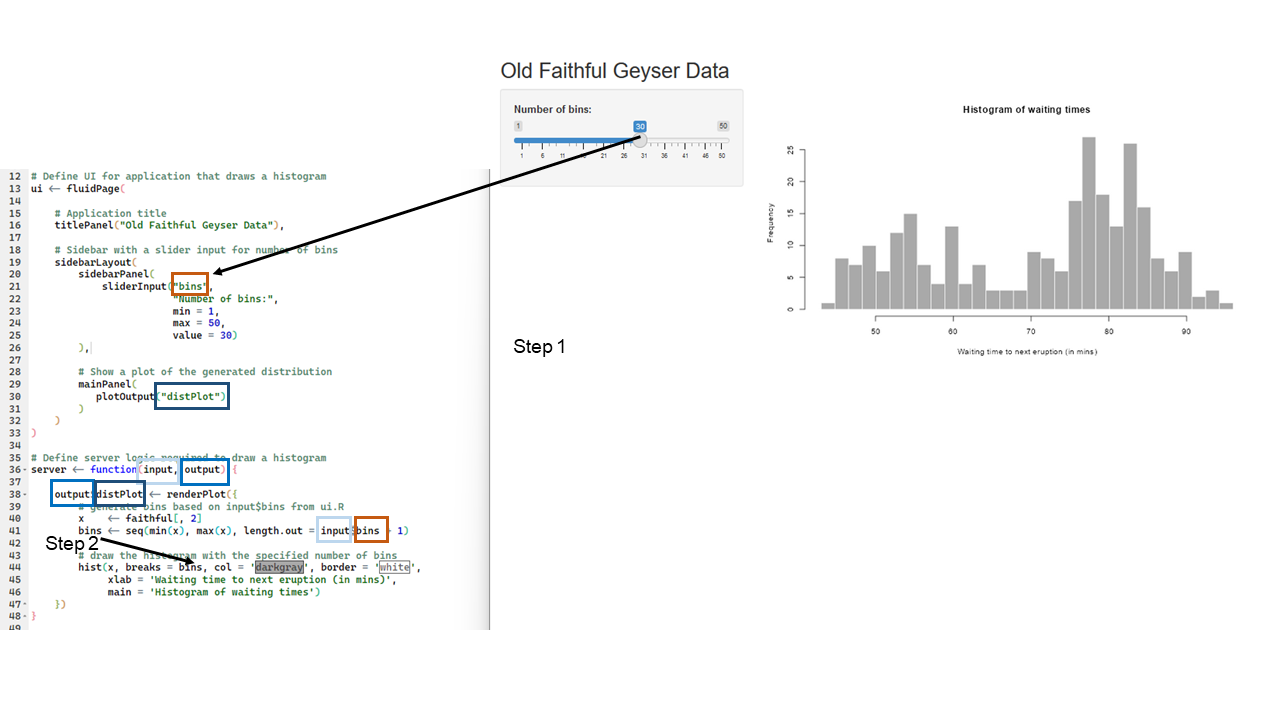 Old Faithful Geyser Data
Number of bins:
1 30 50
1 6 11 16 21 26 31 36 41 46 50
Histogram of waiting times
Frequency
0 5 10 15 20 25
50 60 70 80 90
Waiting time to next eruption (in mins)
Step 1
12 # Define UI for application that draws a histogram
13 ui <- fluidPage(
14
15 # Application title
16 titlePanel("Old Faithful Geyser Data"),
17
18 # Sidebar with a slider input for number of bins
19 sidebarLayout(
20 sidebarPanel(
21 sliderInput("bins",
22 "Number of bins:",
23 min = 1,
24 max = 50,
25 value = 30)
26 ),
27
28 # Show a plot of the generated distribution
29 mainPanel(
30 plotOutput("distPlot")
31 )
32 )
33 )
34
35 # Define server logic required to draw a histogram
36 server <- function(input, output) {
37
38 output$distPlot <- renderPlot({
39 # generate bins based on input$bins from ui.R
40 x <- faithful[, 2]
41 bins <- seq(min(x), max(x), length.out = input$bins + 1)
42
Step 2
43 # draw the histogram with the specified number of bins
44 hist(x, breaks = bins, col = 'darkgray', border = 'white',
45 xlab = 'Waiting time to next eruption (in mins)',
46 main = 'Histogram of waiting times')
47 })
48 }
49